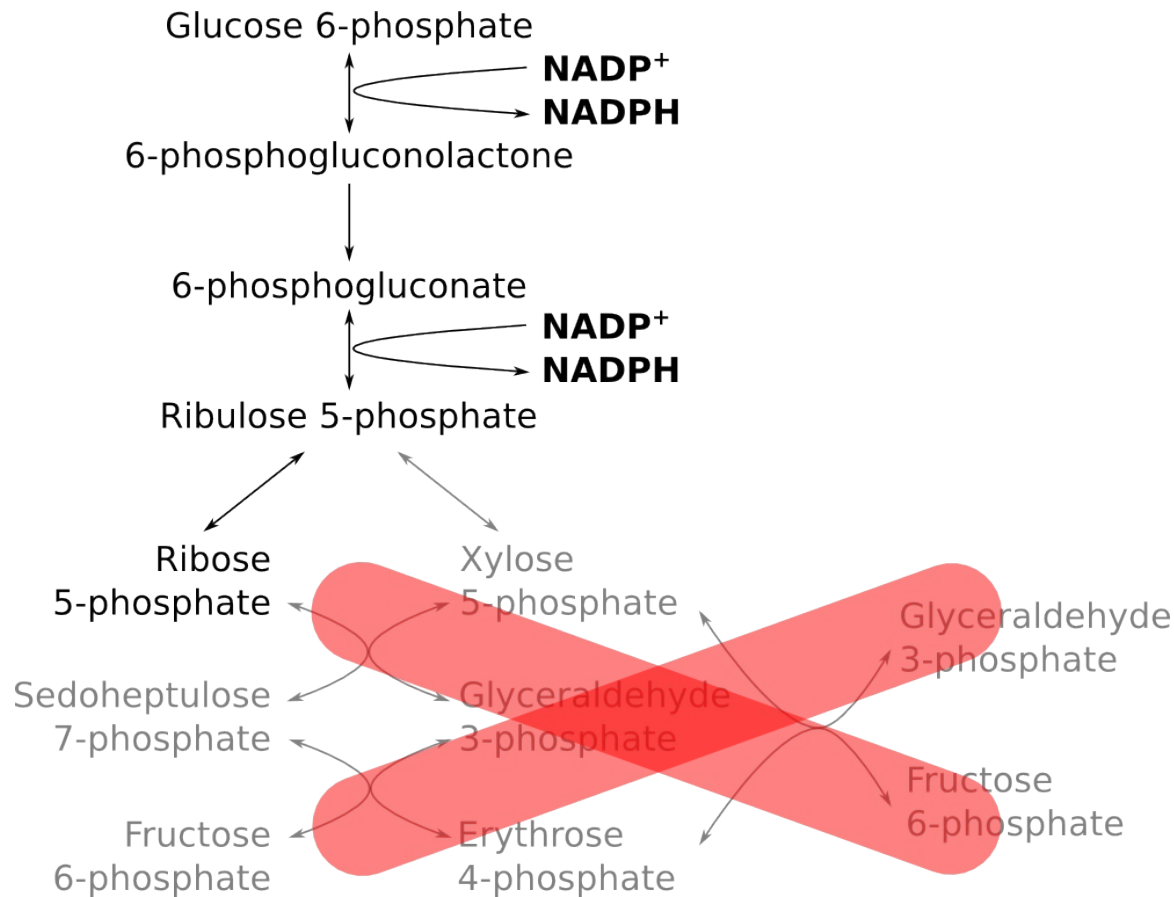 Glucose 6-phosphate
NADP⁺
NADPH
6-phosphogluconolactone
6-phosphogluconate
NADP⁺
NADPH
Ribulose 5-phosphate
Ribose
5-phosphate
Xylose
5-phosphate
Glyceraldehyde
3-phosphate
Sedoheptulose
7-phosphate
Glyceraldehyde
3-phosphate
Fructose
6-phosphate
Fructose
6-phosphate
Erythrose
4-phosphate